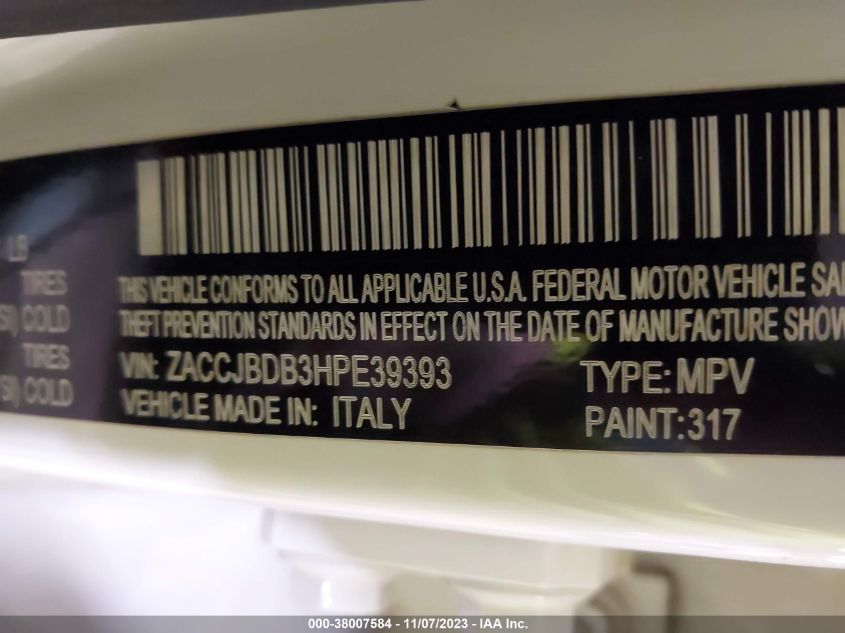 LB
TIRES
SI) COLD
TIRES
SI) COLD
THIS VEHICLE CONFORMS TO ALL APPLICABLE U.S.A. FEDERAL MOTOR VEHICLE SA
THEFT PREVENTION STANDARDS IN EFFECT ON THE DATE OF MANUFACTURE SHOW
VIN: ZACCJBDB3HPE39393
TYPE: MPV
VEHICLE MADE IN: ITALY
PAINT: 317
000-38007584 - 11/07/2023 - IAA Inc.